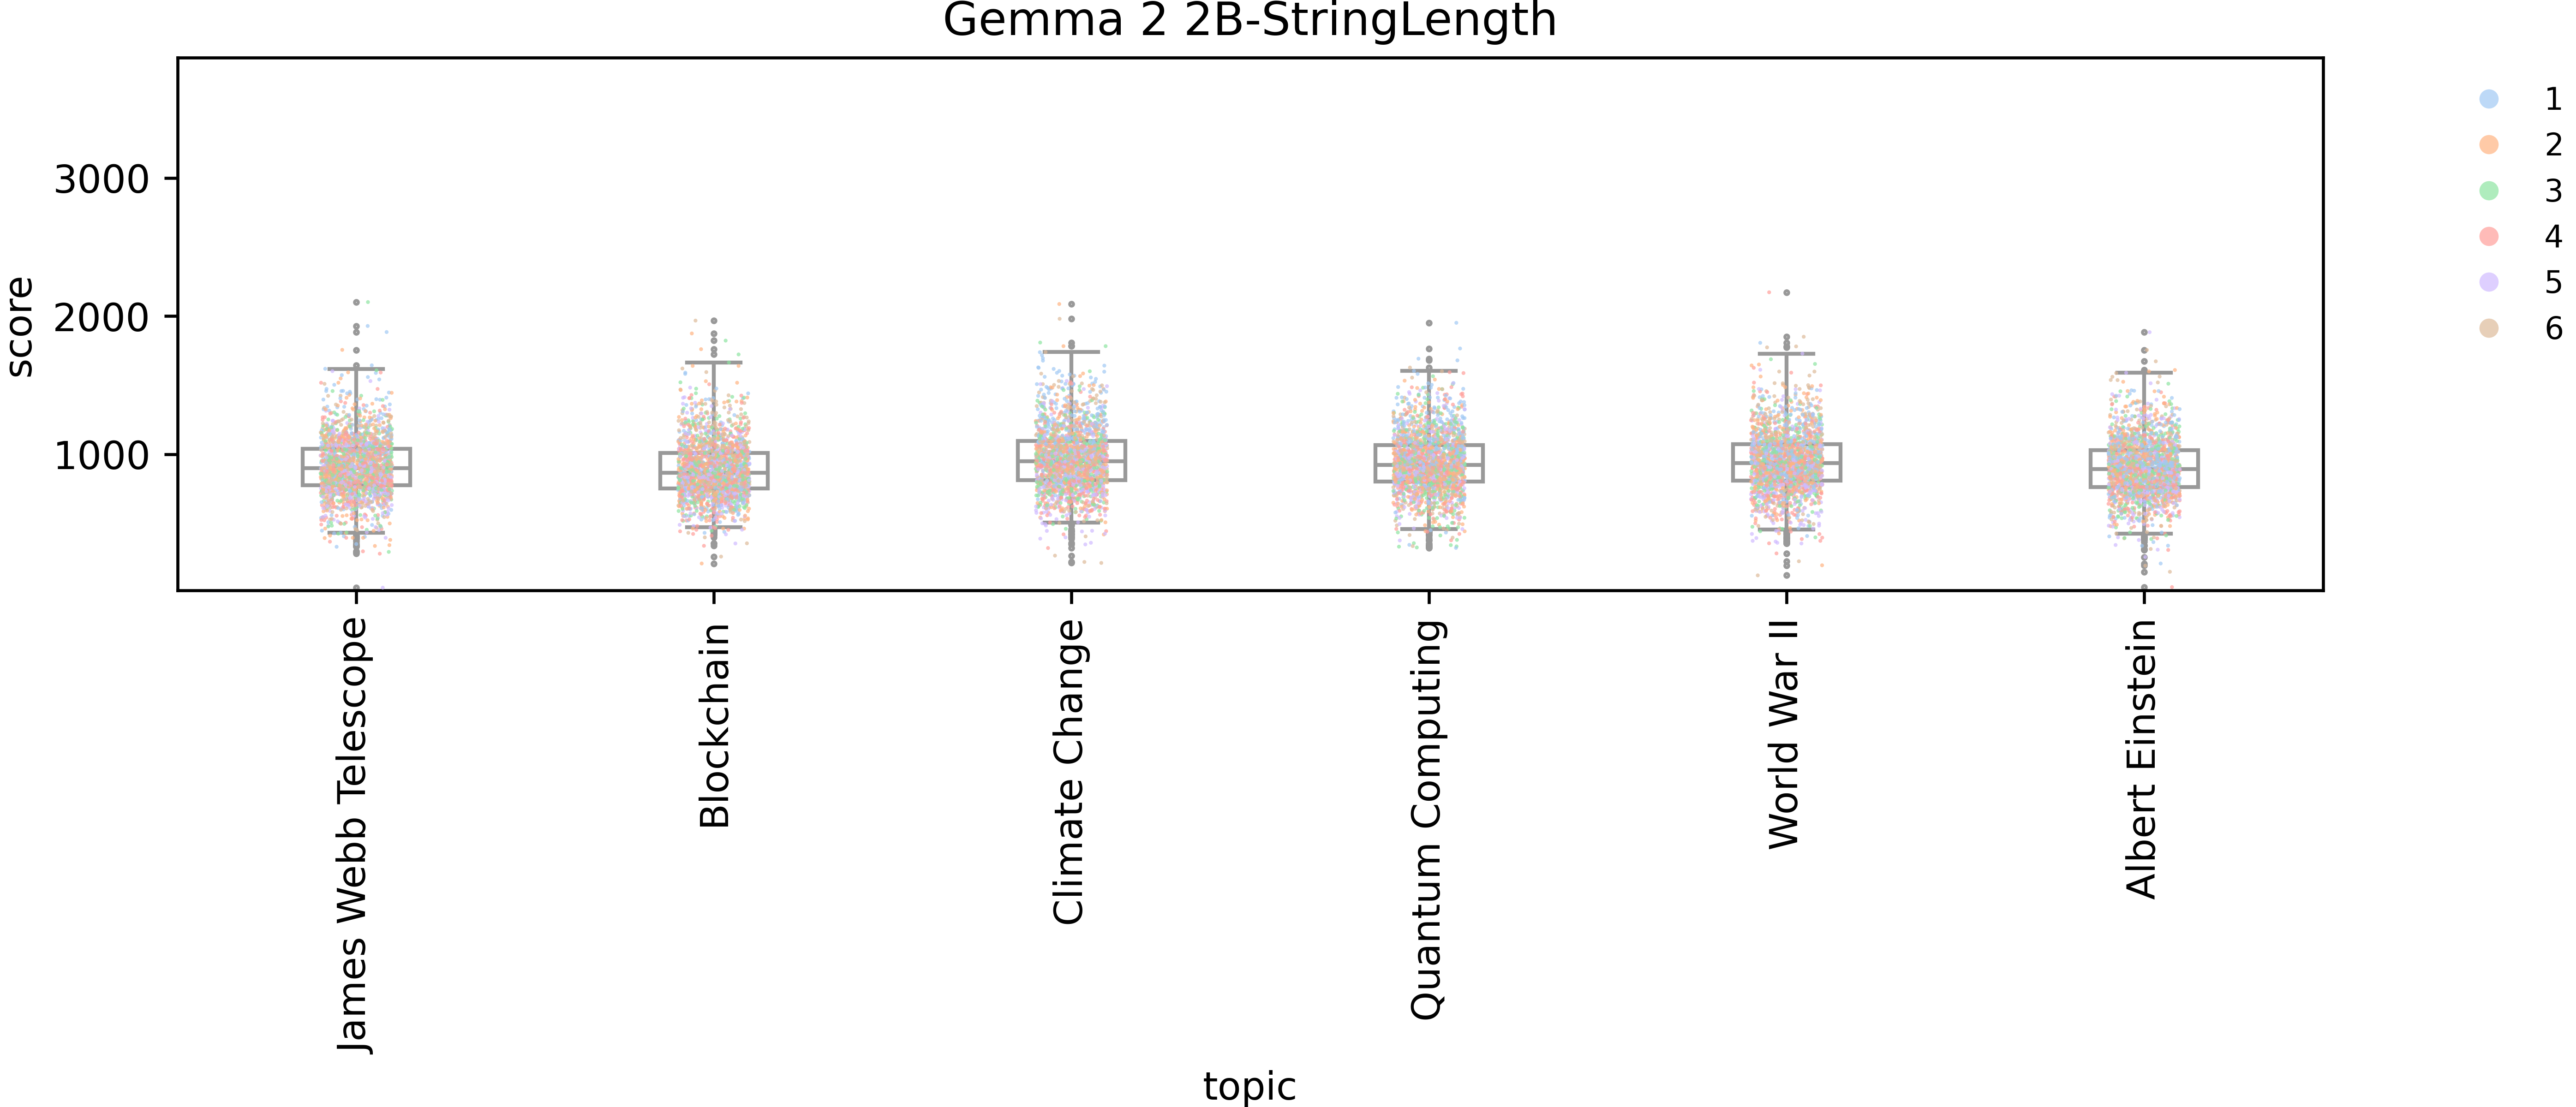 Gemma 2 2B-StringLength
score
3000
2000
1000
James Webb Telescope
Blockchain
Climate Change
Quantum Computing
World War II
Albert Einstein
topic
1
2
3
4
5
6